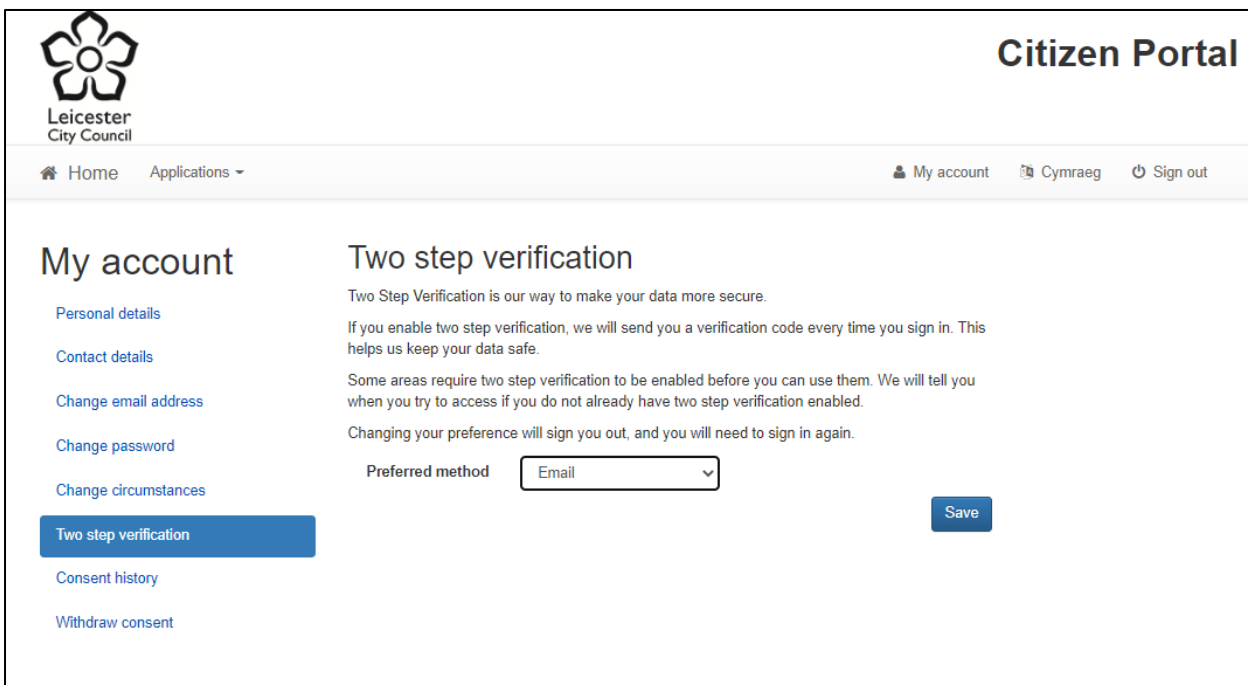 Leicester
City Council
Citizen Portal
Home Applications My account Cymraeg Sign out
My account
Personal details
Contact details
Change email address
Change password
Change circumstances
Two step verification
Consent history
Withdraw consent
Two step verification
Two Step Verification is our way to make your data more secure.
If you enable two step verification, we will send you a verification code every time you sign in. This
helps us keep your data safe.
Some areas require two step verification to be enabled before you can use them. We will tell you
when you try to access if you do not already have two step verification enabled.
Changing your preference will sign you out, and you will need to sign in again.
Preferred method Email
Save